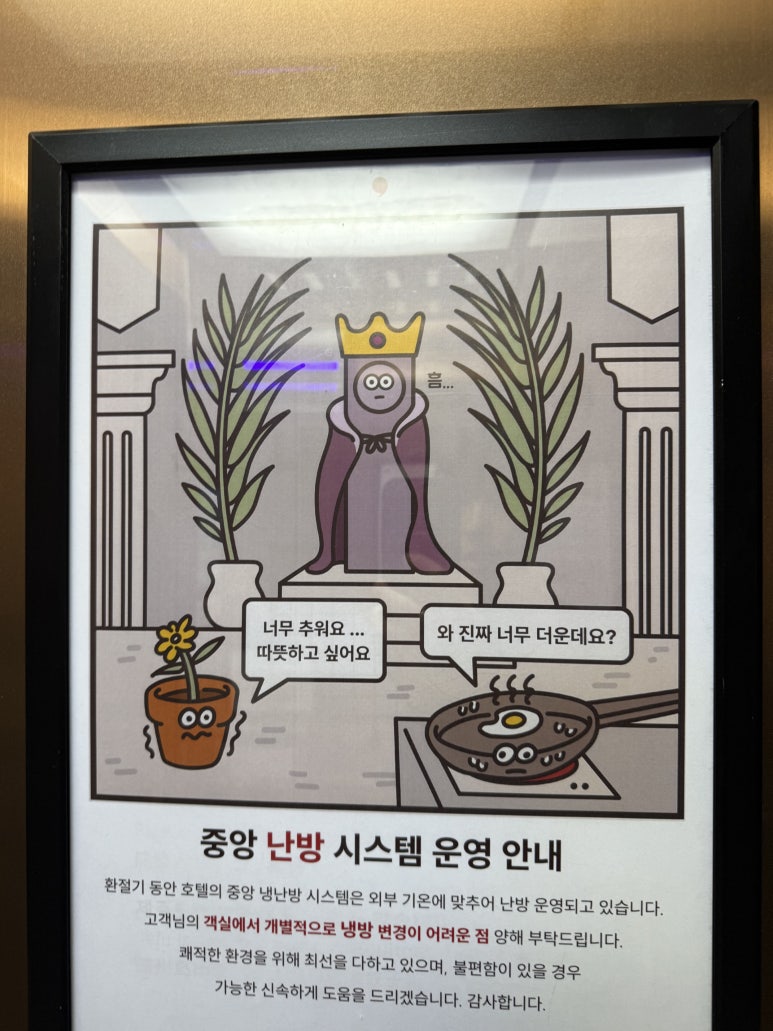 흠...
너무 추워요 ...
따뜻하고 싶어요
와 진짜 너무 더운데요?
중앙 난방 시스템 운영 안내
환절기 동안 호텔의 중앙 냉난방 시스템은 외부 기온에 맞추어 난방 운영되고 있습니다.
고객님의 객실에서 개별적으로 냉방 변경이 어려운 점 양해 부탁드립니다.
쾌적한 환경을 위해 최선을 다하고 있으며, 불편함이 있을 경우
가능한 신속하게 도움을 드리겠습니다. 감사합니다.